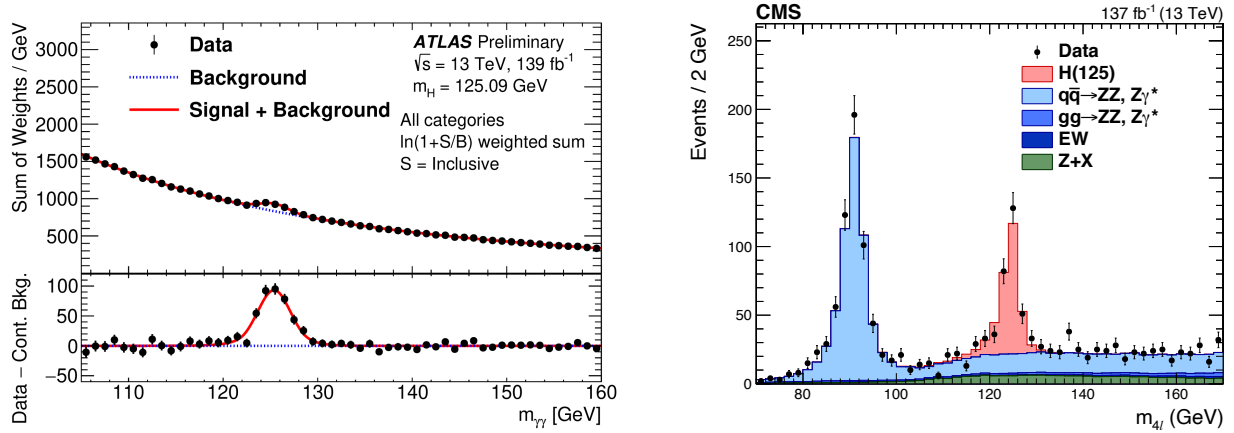 Sum of Weights / GeV
3000
2500
2000
1500
1000
500
Data
Background
Signal + Background
ATLAS Preliminary
√s = 13 TeV, 139 fb⁻¹
m_H = 125.09 GeV
All categories
ln(1+S/B) weighted sum
S = Inclusive
Data − Cont. Bkg.
100
50
0
−50
110 120 130 140 150 160
m_γγ [GeV]
CMS 137 fb⁻¹ (13 TeV)
Events / 2 GeV
250
200
150
100
50
0
Data
H(125)
qq̄→ZZ, Zγ*
gg→ZZ, Zγ*
EW
Z+X
80 100 120 140 160
m_4l (GeV)